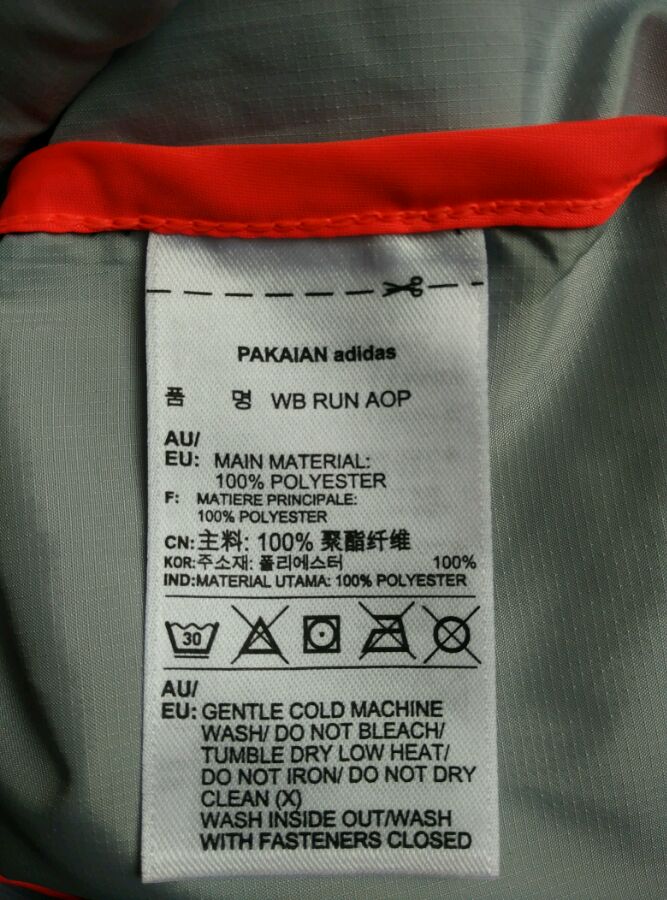 PAKAIAN adidas
품 명 WB RUN AOP
AU/
EU: MAIN MATERIAL:
100% POLYESTER
F: MATIERE PRINCIPALE:
100% POLYESTER
CN:主料: 100% 聚酯纤维
KOR:주소재: 폴리에스터 100%
IND:MATERIAL UTAMA: 100% POLYESTER
30
AU/
EU: GENTLE COLD MACHINE
WASH/ DO NOT BLEACH/
TUMBLE DRY LOW HEAT/
DO NOT IRON/ DO NOT DRY
CLEAN (X)
WASH INSIDE OUT/WASH
WITH FASTENERS CLOSED